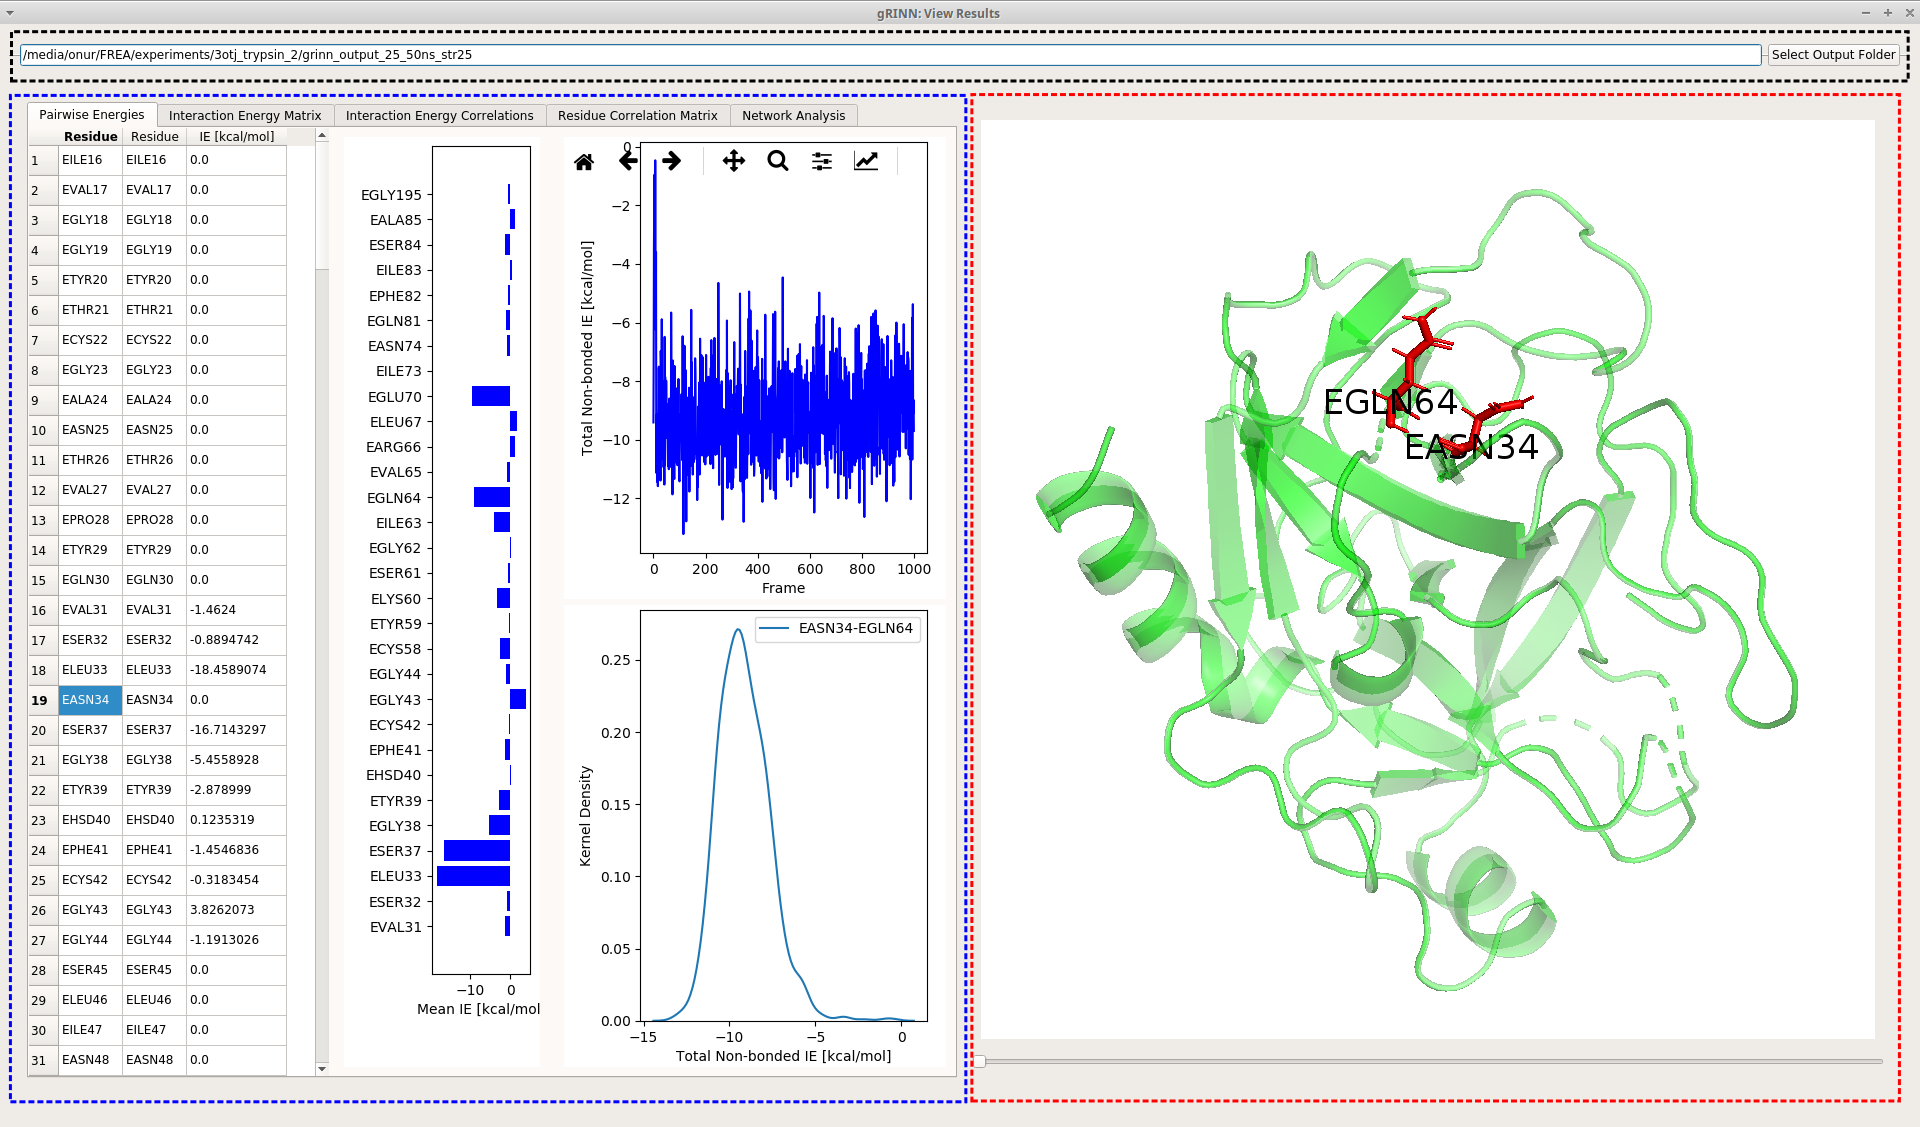 gRINN: View Results
/media/onur/FREA/experiments/3otj_trypsin_2/grinn_output_25_50ns_str25
Select Output Folder
Pairwise Energies Interaction Energy Matrix Interaction Energy Correlations Residue Correlation Matrix Network Analysis
Residue Residue IE [kcal/mol]
1 EILE16 EILE16 0.0
2 EVAL17 EVAL17 0.0
3 EGLY18 EGLY18 0.0
4 EGLY19 EGLY19 0.0
5 ETYR20 ETYR20 0.0
6 ETHR21 ETHR21 0.0
7 ECYS22 ECYS22 0.0
8 EGLY23 EGLY23 0.0
9 EALA24 EALA24 0.0
10 EASN25 EASN25 0.0
11 ETHR26 ETHR26 0.0
12 EVAL27 EVAL27 0.0
13 EPRO28 EPRO28 0.0
14 ETYR29 ETYR29 0.0
15 EGLN30 EGLN30 0.0
16 EVAL31 EVAL31 -1.4624
17 ESER32 ESER32 -0.8894742
18 ELEU33 ELEU33 -18.4589074
19 EASN34 EASN34 0.0
20 ESER37 ESER37 -16.7143297
21 EGLY38 EGLY38 -5.4558928
22 ETYR39 ETYR39 -2.878999
23 EHSD40 EHSD40 0.1235319
24 EPHE41 EPHE41 -1.4546836
25 ECYS42 ECYS42 -0.3183454
26 EGLY43 EGLY43 3.8262073
27 EGLY44 EGLY44 -1.1913026
28 ESER45 ESER45 0.0
29 ELEU46 ELEU46 0.0
30 EILE47 EILE47 0.0
31 EASN48 EASN48 0.0
EGLY195
EALA85
ESER84
EILE83
EPHE82
EGLN81
EASN74
EILE73
EGLU70
ELEU67
EARG66
EVAL65
EGLN64
EILE63
EGLY62
ESER61
ELYS60
ETYR59
ECYS58
EGLY44
EGLY43
ECYS42
EPHE41
EHSD40
ETYR39
EGLY38
ESER37
ELEU33
ESER32
EVAL31
−10 0
Mean IE [kcal/mol
0
−2
−4
−6
−8
−10
−12
Total Non-bonded IE [kcal/mol]
0 200 400 600 800 1000
Frame
EASN34-EGLN64
0.25
0.20
0.15
0.10
0.05
0.00
Kernel Density
−15 −10 −5 0
Total Non-bonded IE [kcal/mol]
EGLN64
EASN34